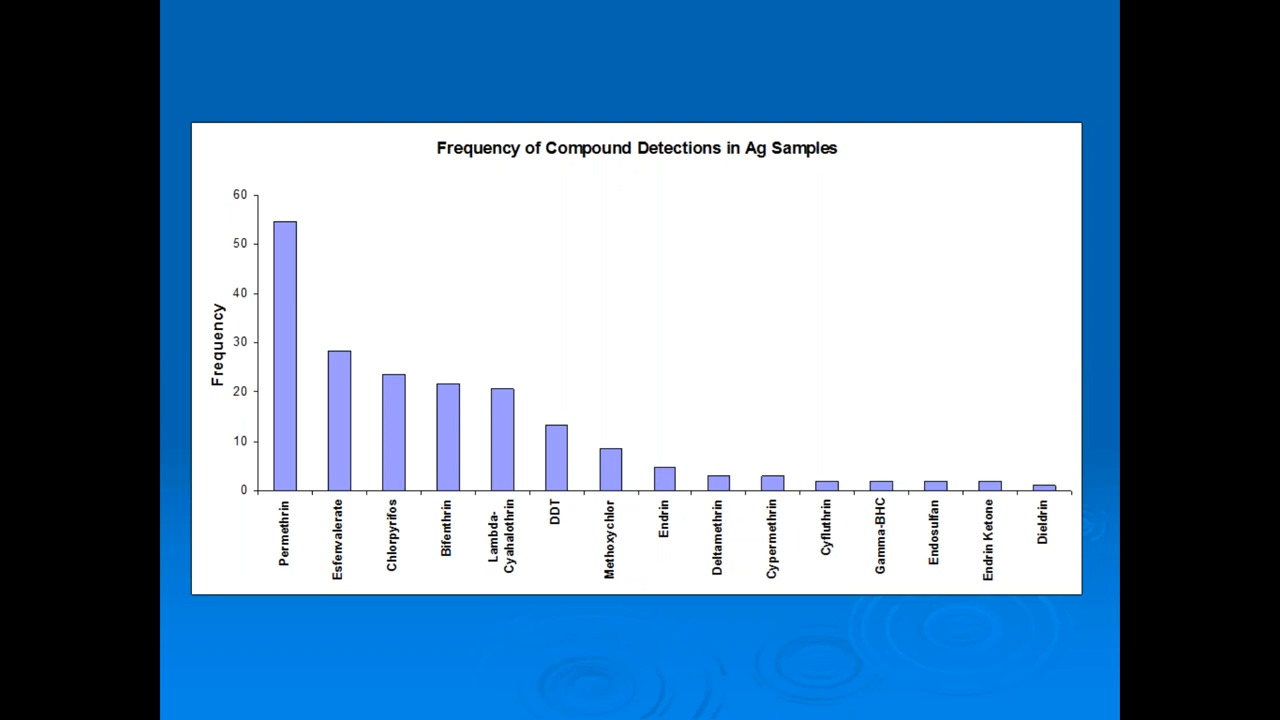 Frequency of Compound Detections in Ag Samples
60
50
40
30
20
10
0
Frequency
Permethrin
Esfenvalerate
Chlorpyrifos
Bifenthrin
Lambda-
Cyahalothrin
DDT
Methoxychlor
Endrin
Deltamethrin
Cypermethrin
Cyfluthrin
Gamma-BHC
Endosulfan
Endrin Ketone
Dieldrin